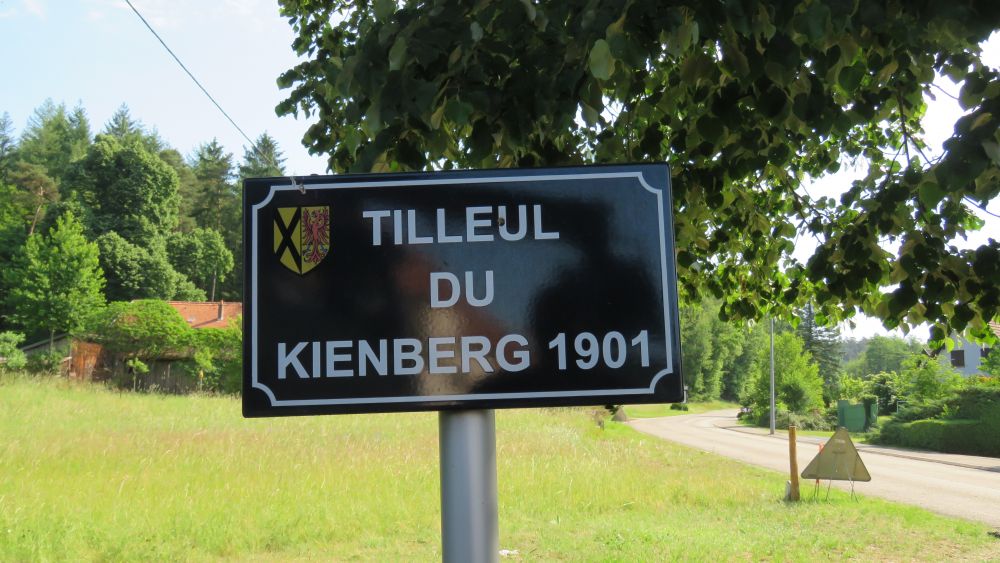 TILLEUL
DU
KIENBERG 1901